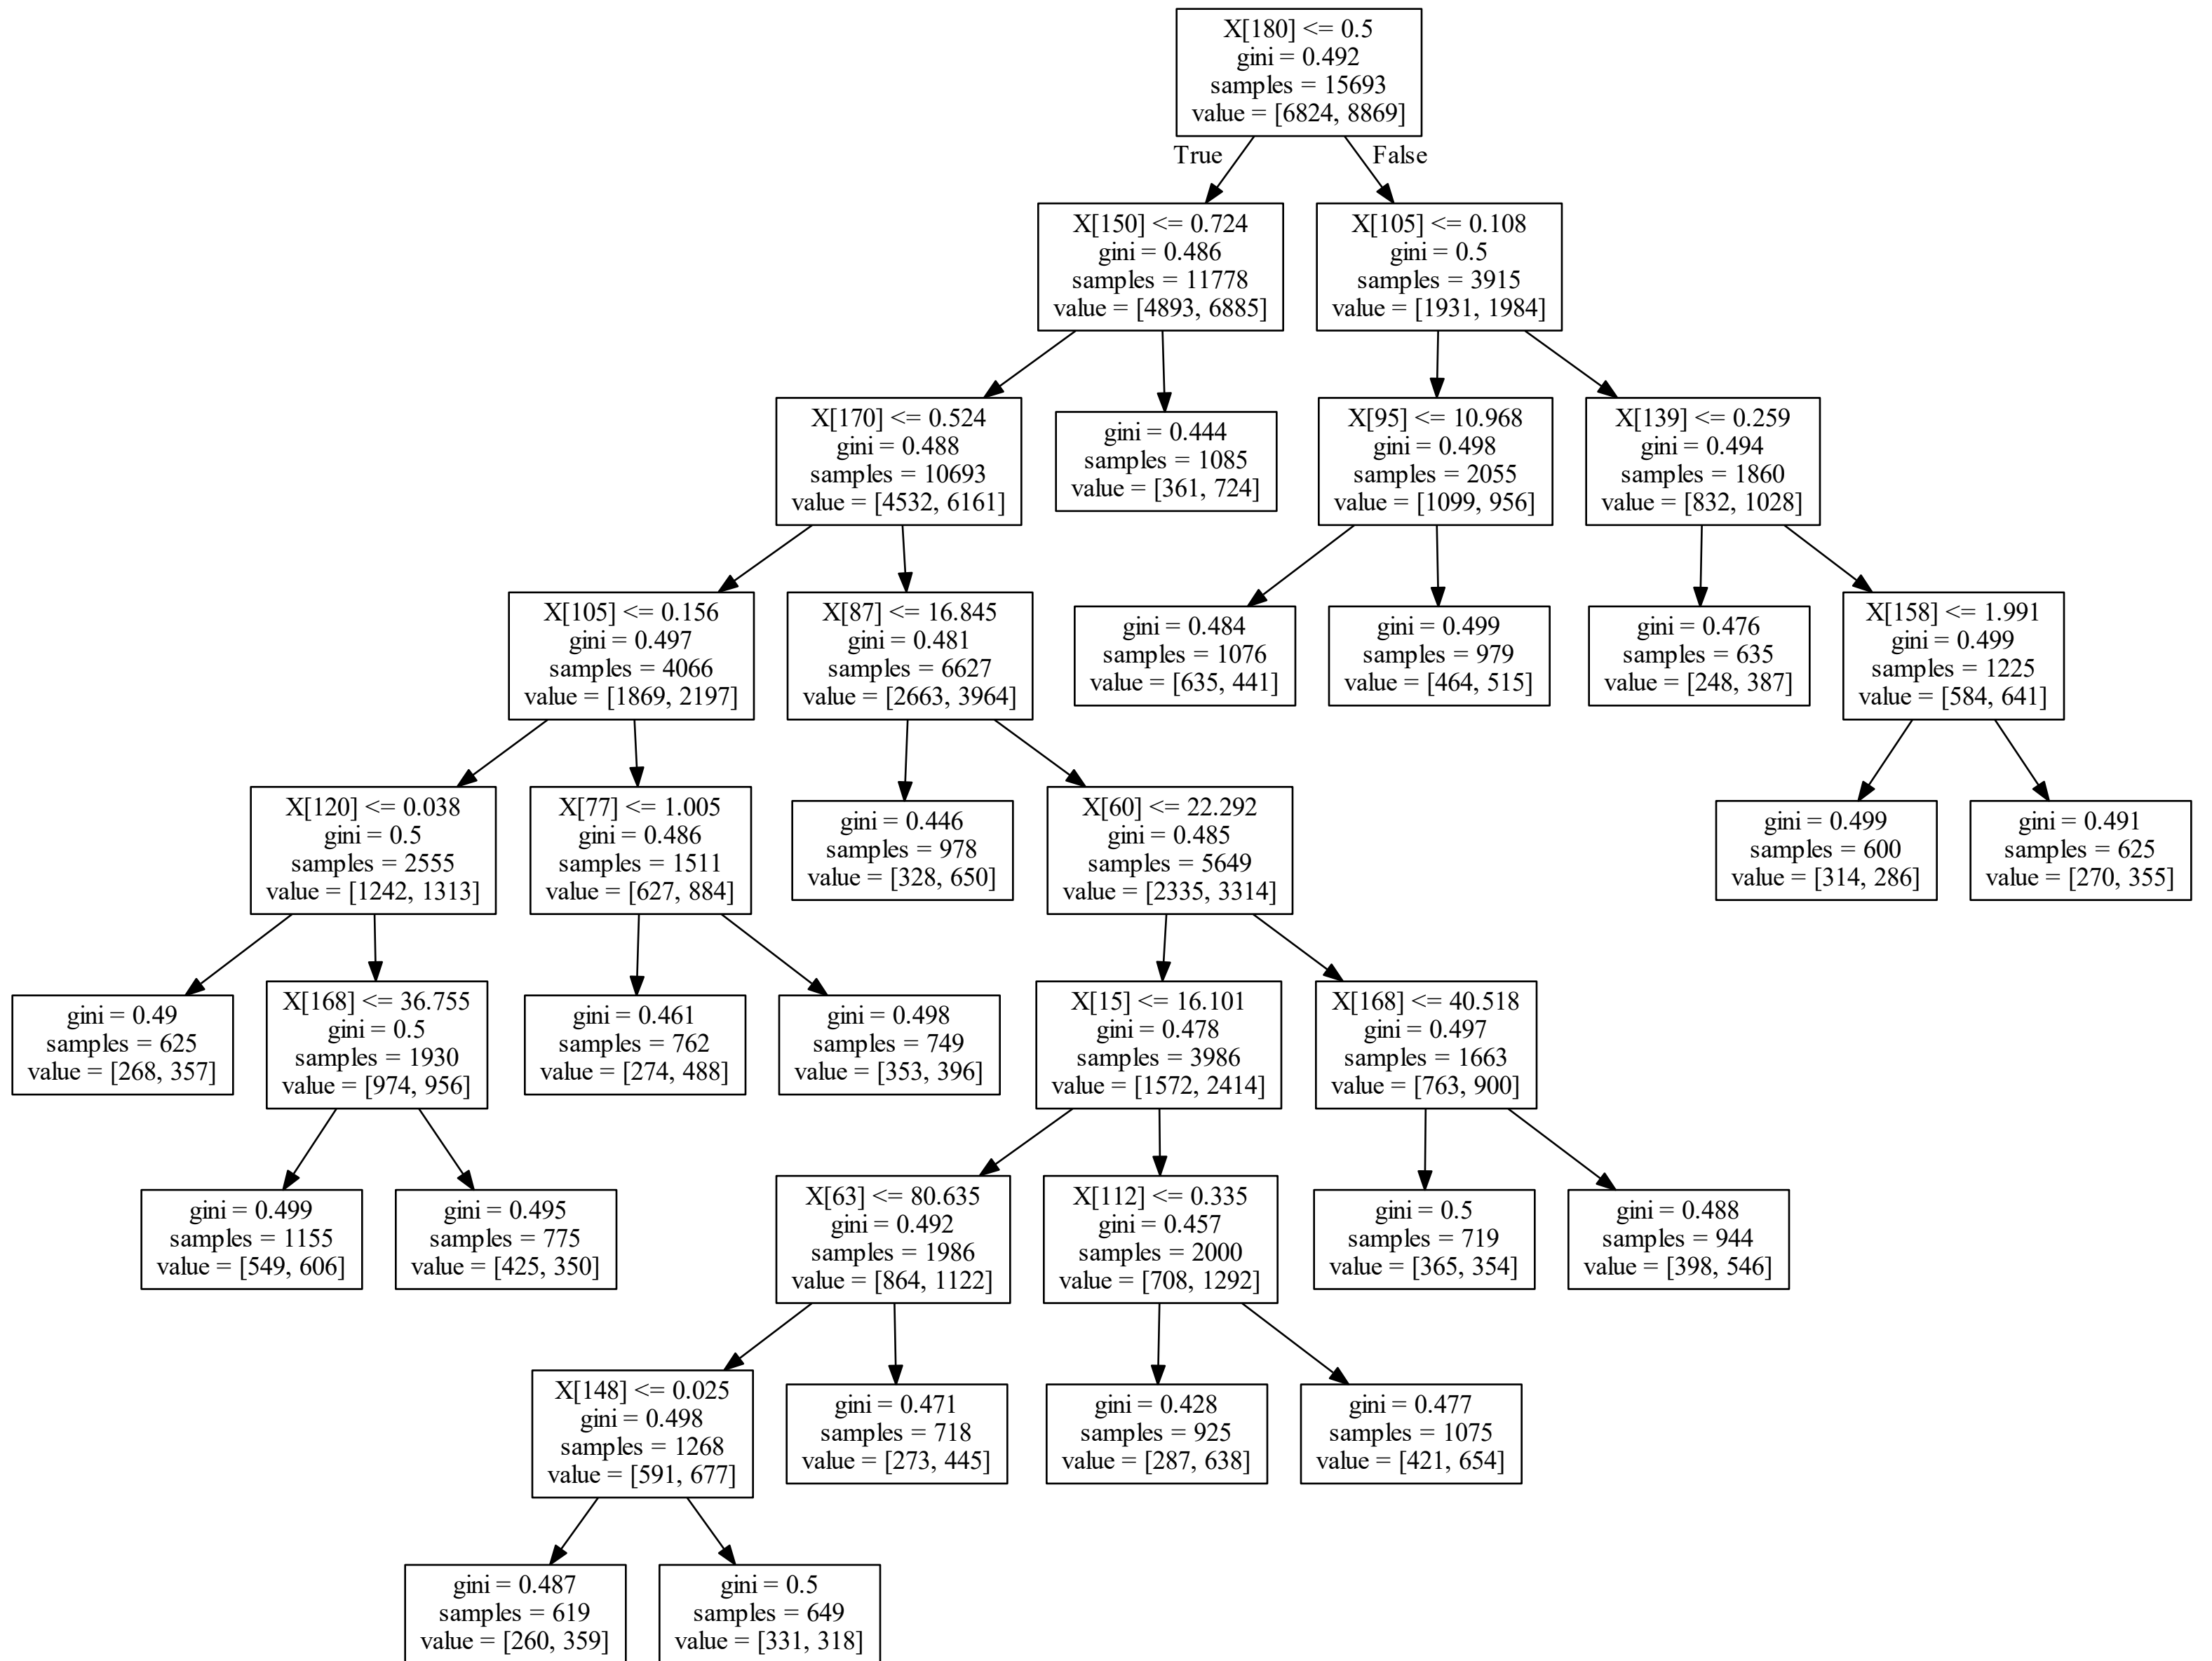 X[180] <= 0.5
gini = 0.492
samples = 15693
value = [6824, 8869]
True
False
X[150] <= 0.724
gini = 0.486
samples = 11778
value = [4893, 6885]
X[105] <= 0.108
gini = 0.5
samples = 3915
value = [1931, 1984]
X[170] <= 0.524
gini = 0.488
samples = 10693
value = [4532, 6161]
gini = 0.444
samples = 1085
value = [361, 724]
X[95] <= 10.968
gini = 0.498
samples = 2055
value = [1099, 956]
X[139] <= 0.259
gini = 0.494
samples = 1860
value = [832, 1028]
X[105] <= 0.156
gini = 0.497
samples = 4066
value = [1869, 2197]
X[87] <= 16.845
gini = 0.481
samples = 6627
value = [2663, 3964]
gini = 0.484
samples = 1076
value = [635, 441]
gini = 0.499
samples = 979
value = [464, 515]
gini = 0.476
samples = 635
value = [248, 387]
X[158] <= 1.991
gini = 0.499
samples = 1225
value = [584, 641]
X[120] <= 0.038
gini = 0.5
samples = 2555
value = [1242, 1313]
X[77] <= 1.005
gini = 0.486
samples = 1511
value = [627, 884]
gini = 0.446
samples = 978
value = [328, 650]
X[60] <= 22.292
gini = 0.485
samples = 5649
value = [2335, 3314]
gini = 0.499
samples = 600
value = [314, 286]
gini = 0.491
samples = 625
value = [270, 355]
gini = 0.49
samples = 625
value = [268, 357]
X[168] <= 36.755
gini = 0.5
samples = 1930
value = [974, 956]
gini = 0.461
samples = 762
value = [274, 488]
gini = 0.498
samples = 749
value = [353, 396]
X[15] <= 16.101
gini = 0.478
samples = 3986
value = [1572, 2414]
X[168] <= 40.518
gini = 0.497
samples = 1663
value = [763, 900]
gini = 0.499
samples = 1155
value = [549, 606]
gini = 0.495
samples = 775
value = [425, 350]
X[63] <= 80.635
gini = 0.492
samples = 1986
value = [864, 1122]
X[112] <= 0.335
gini = 0.457
samples = 2000
value = [708, 1292]
gini = 0.5
samples = 719
value = [365, 354]
gini = 0.488
samples = 944
value = [398, 546]
X[148] <= 0.025
gini = 0.498
samples = 1268
value = [591, 677]
gini = 0.471
samples = 718
value = [273, 445]
gini = 0.428
samples = 925
value = [287, 638]
gini = 0.477
samples = 1075
value = [421, 654]
gini = 0.487
samples = 619
value = [260, 359]
gini = 0.5
samples = 649
value = [331, 318]